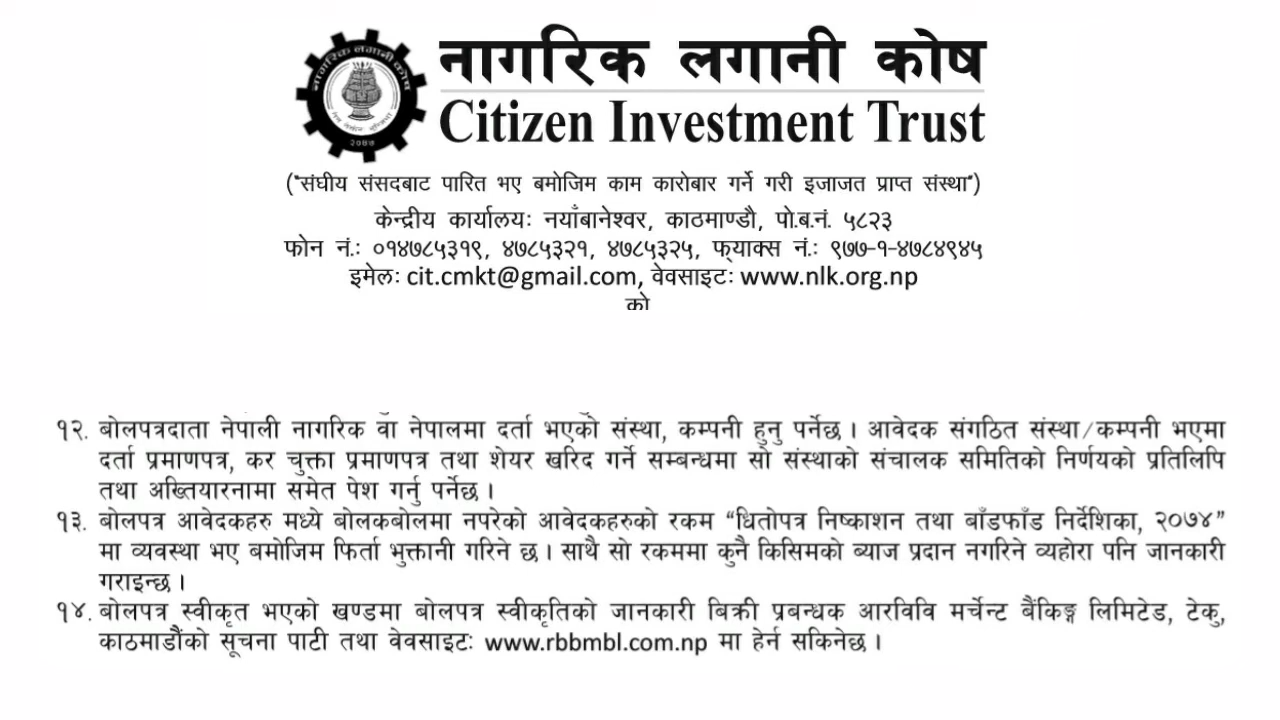 नागरिक लगानी कोष
नागरिक लगानी कोष
२०४७
Citizen Investment Trust
("संघीय संसदबाट पारित भए बमोजिम काम कारोबार गर्ने गरी इजाजत प्राप्त संस्था")
केन्द्रीय कार्यालयः नयाँबानेश्वर, काठमाण्डौ, पो.ब.नं. ५८२३
फोन नं.: ०१४७८५३१९, ४७८५३२१, ४७८५३२५, फ्याक्स नं.: ९७७-१-४७८४९४५
इमेलः cit.cmkt@gmail.com, वेवसाइटः www.nlk.org.np
को
१२. बोलपत्रदाता नेपाली नागरिक वा नेपालमा दर्ता भएको संस्था, कम्पनी हुनु पर्नेछ । आवेदक संगठित संस्था/कम्पनी भएमा
दर्ता प्रमाणपत्र, कर चुक्ता प्रमाणपत्र तथा शेयर खरिद गर्ने सम्बन्धमा सो संस्थाको संचालक समितिको निर्णयको प्रतिलिपि
तथा अख्तियारनामा समेत पेश गर्नु पर्नेछ ।
१३. बोलपत्र आवेदकहरु मध्ये बोलकबोलमा नपरेको आवेदकहरुको रकम “धितोपत्र निष्काशन तथा बाँडफाँड निर्देशिका, २०७४”
मा व्यवस्था भए बमोजिम फिर्ता भुक्तानी गरिने छ । साथै सो रकममा कुनै किसिमको ब्याज प्रदान नगरिने व्यहोरा पनि जानकारी
गराइन्छ ।
१४. बोलपत्र स्वीकृत भएको खण्डमा बोलपत्र स्वीकृतिको जानकारी बिक्री प्रबन्धक आरविवि मर्चेन्ट बैंकिङ्ग लिमिटेड, टेकु,
काठमाडौंको सूचना पाटी तथा वेवसाइटः www.rbbmbl.com.np मा हेर्न सकिनेछ ।